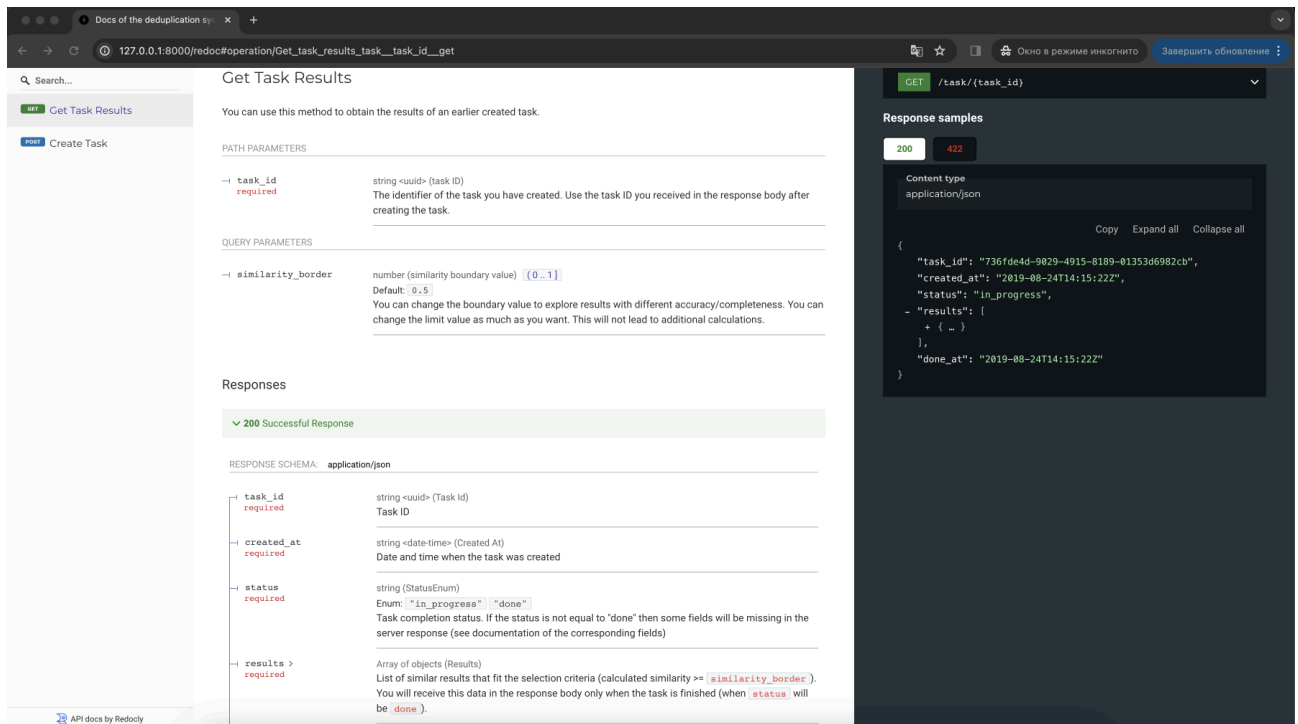 Docs of the deduplication sys
127.0.0.1:8000/redoc#operation/Get_task_results_task__task_id__get
Окно в режиме инкогнито
Завершить обновление
Search...
GET Get Task Results
POST Create Task
API docs by Redocly
Get Task Results
You can use this method to obtain the results of an earlier created task.
PATH PARAMETERS
task_id
required
string <uuid> (task ID)
The identifier of the task you have created. Use the task ID you received in the response body after
creating the task.
QUERY PARAMETERS
similarity_border
number (similarity boundary value) (0..1]
Default: 0.5
You can change the boundary value to explore results with different accuracy/completeness. You can
change the limit value as much as you want. This will not lead to additional calculations.
Responses
200 Successful Response
RESPONSE SCHEMA: application/json
task_id
required
string <uuid> (Task Id)
Task ID
created_at
required
string <date-time> (Created At)
Date and time when the task was created
status
required
string (StatusEnum)
Enum: "in_progress" "done"
Task completion status. If the status is not equal to "done" then some fields will be missing in the
server response (see documentation of the corresponding fields)
results >
required
Array of objects (Results)
List of similar results that fit the selection criteria (calculated similarity >= similarity_border ).
You will receive this data in the response body only when the task is finished (when status will
be done ).
GET /task/{task_id}
Response samples
200 422
Content type
application/json
Copy Expand all Collapse all
{
"task_id": "736fde4d-9029-4915-8189-01353d6982cb",
"created_at": "2019-08-24T14:15:22Z",
"status": "in_progress",
- "results": [
+ { … }
],
"done_at": "2019-08-24T14:15:22Z"
}